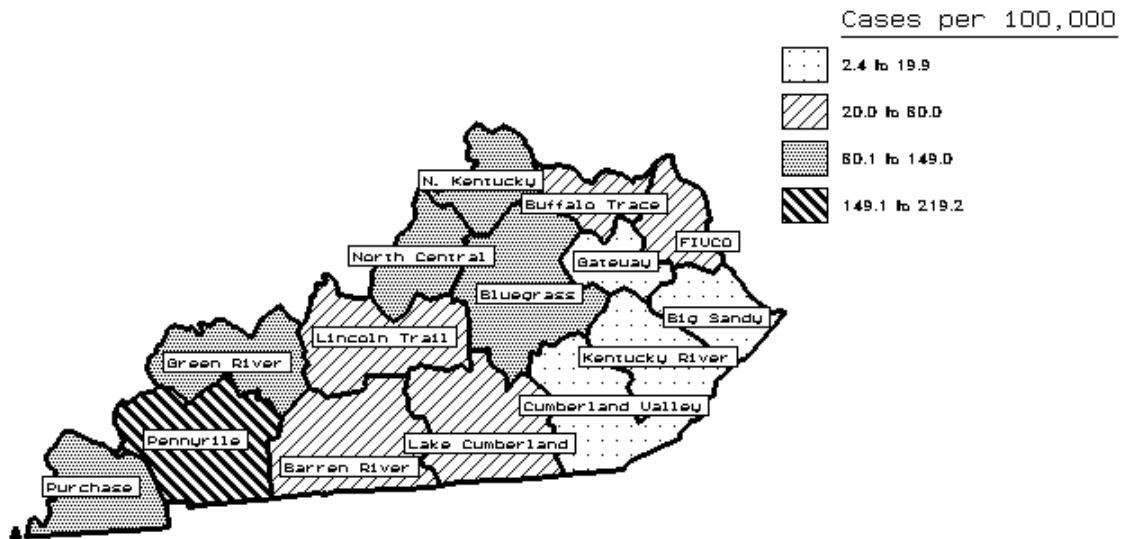 Cases per 100,000
2.4 to 19.9
20.0 to 60.0
60.1 to 149.0
149.1 to 219.2
N. Kentucky
Buffalo Trace
FIVCO
North Central
Gateway
Bluegrass
Big Sandy
Lincoln Trail
Kentucky River
Green River
Cumberland Valley
Pennyrile
Lake Cumberland
Barren River
Purchase